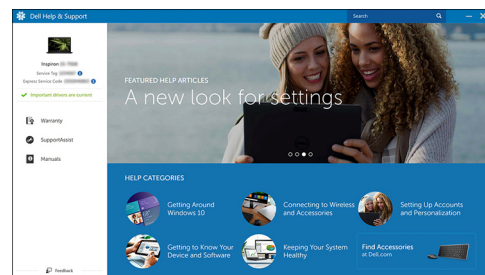 Dell Help & Support
Search
Inspiron
Service Tag
Express Service Code
Important drivers are current
Warranty
SupportAssist
Manuals
Feedback
FEATURED HELP ARTICLES
A new look for settings
HELP CATEGORIES
Getting Around
Windows 10
Connecting to Wireless
and Accessories
Setting Up Accounts
and Personalization
Getting to Know Your
Device and Software
Keeping Your System
Healthy
Find Accessories
at Dell.com